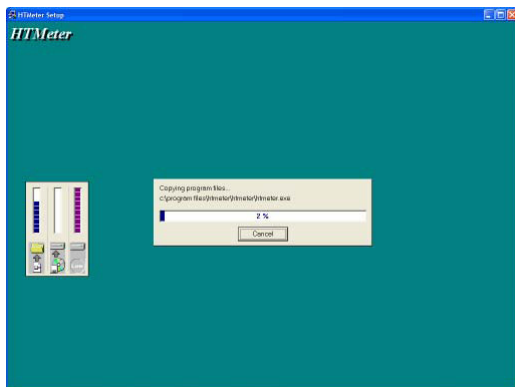 HTMeter Setup
HTMeter
Copying program files...
c:\program files\htmeter\htmeter\htmeter.exe
2 %
Cancel